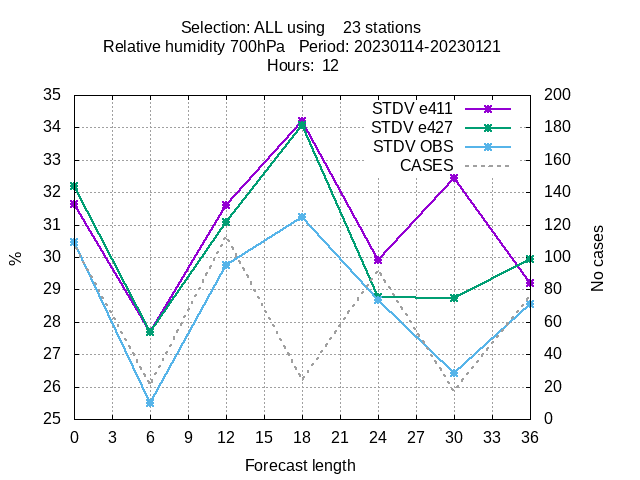 Selection: ALL using    23 stations
Relative humidity 700hPa   Period: 20230114-20230121
Hours:  12
35
34
33
32
31
30
29
28
27
26
25
%
STDV e411
STDV e427
STDV OBS
CASES
200
180
160
140
120
100
80
60
40
20
0
No cases
0 3 6 9 12 15 18 21 24 27 30 33 36
Forecast length